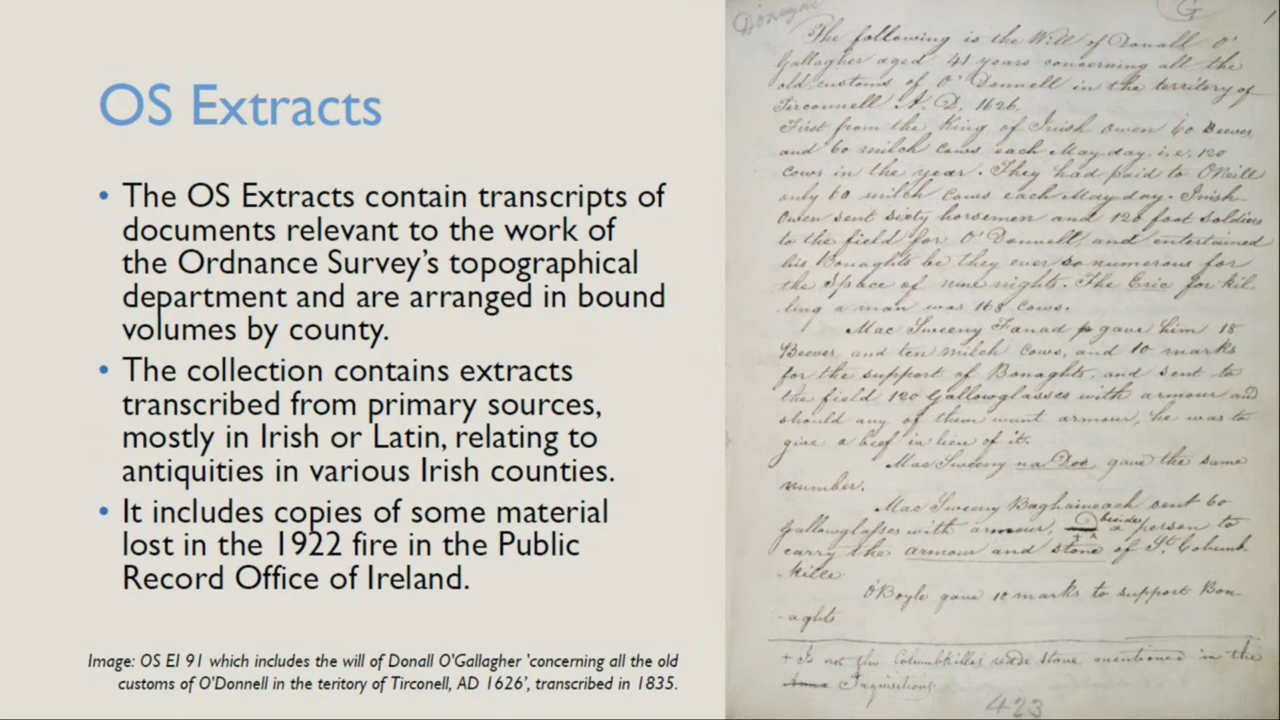 OS Extracts
• The OS Extracts contain transcripts of
documents relevant to the work of
the Ordnance Survey's topographical
department and are arranged in bound
volumes by county.
• The collection contains extracts
transcribed from primary sources,
mostly in Irish or Latin, relating to
antiquities in various Irish counties.
• It includes copies of some material
lost in the 1922 fire in the Public
Record Office of Ireland.
Image: OS EI 91 which includes the will of Donall O'Gallagher 'concerning all the old
customs of O'Donnell in the teritory of Tirconell, AD 1626', transcribed in 1835.
Donegal
G 1
The following is the Will of Donall O'
Gallagher aged 41 years concerning all the
old customs of O'Donnell in the territory of
Tirconnell A. D. 1626.
First from the King of Inish Owen 60 Beeves
and 60 milch Cows each May-day. i.e. 120
cows in the year. They had paid to O'Neill
only 60 milch cows each May day. Inish-
Owen sent sixty horsemen and 120 foot soldiers
to the field for O'Donnell, and entertained
his Bonaghts be they ever so numerous for
the Space of nine nights. The Eric for kil-
ling a man was 168 cows.
Mac Sweeny Fanad gave him 18
Beeves, and ten milch Cows, and 10 marks
for the support of Bonaghts, and sent to
the field 120 Gallowglasses with armour and
should any of them want armour, he was to
give a beef in lieu of it.
Mac Sweeny na Doe, gave the same
number.
Mac Sweeny Baghaineach sent 60
Gallowglasses with armour, besides a person to
carry the armour and stone of St. Columb-
kille.
O'Boyle gave 10 marks to support Bon-
-aghts
+ Is not this Columbkille's stone mentioned in the
Inquisitions
423